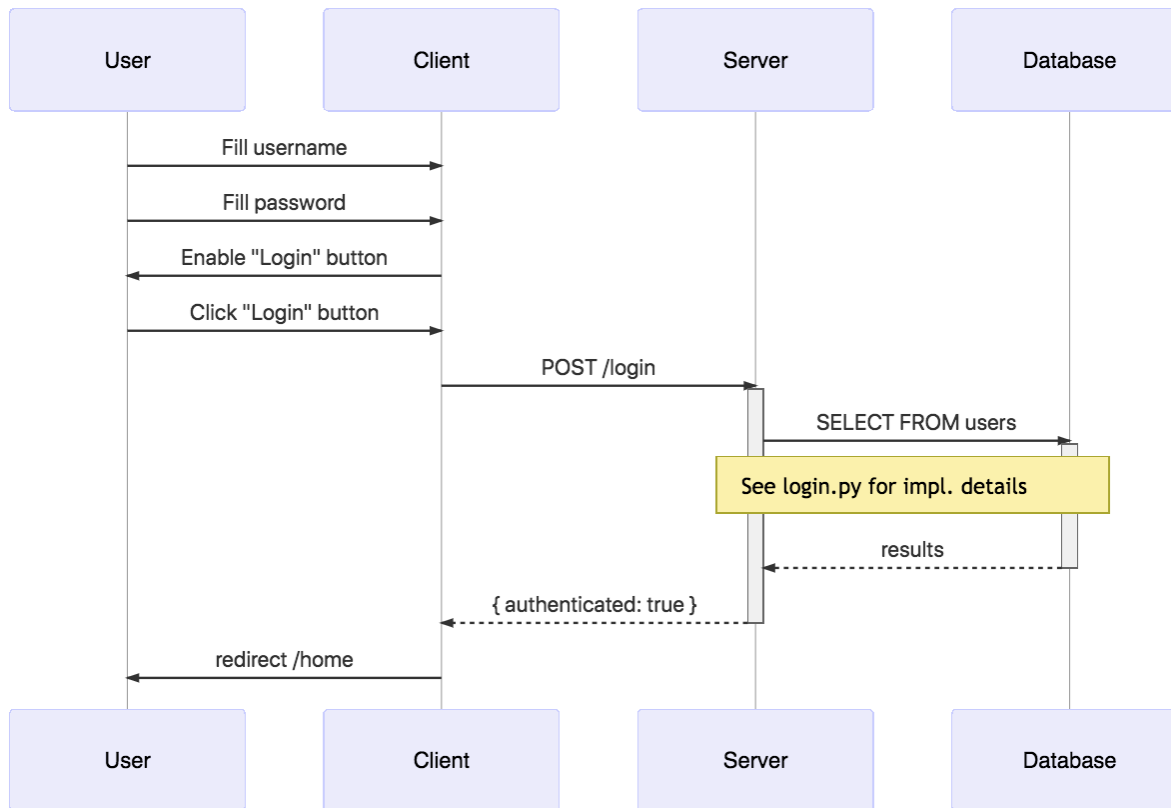 User
Client
Server
Database
Fill username
Fill password
Enable "Login" button
Click "Login" button
POST /login
SELECT FROM users
See login.py for impl. details
results
{ authenticated: true }
redirect /home
User
Client
Server
Database